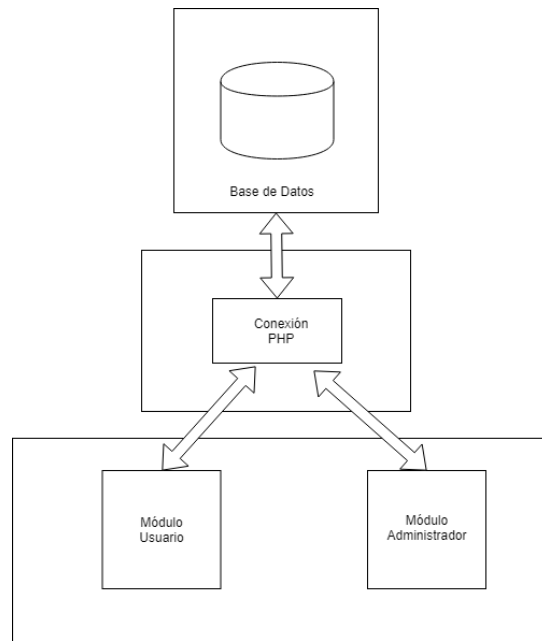 Base de Datos
Conexión
PHP
Módulo
Usuario
Módulo
Administrador